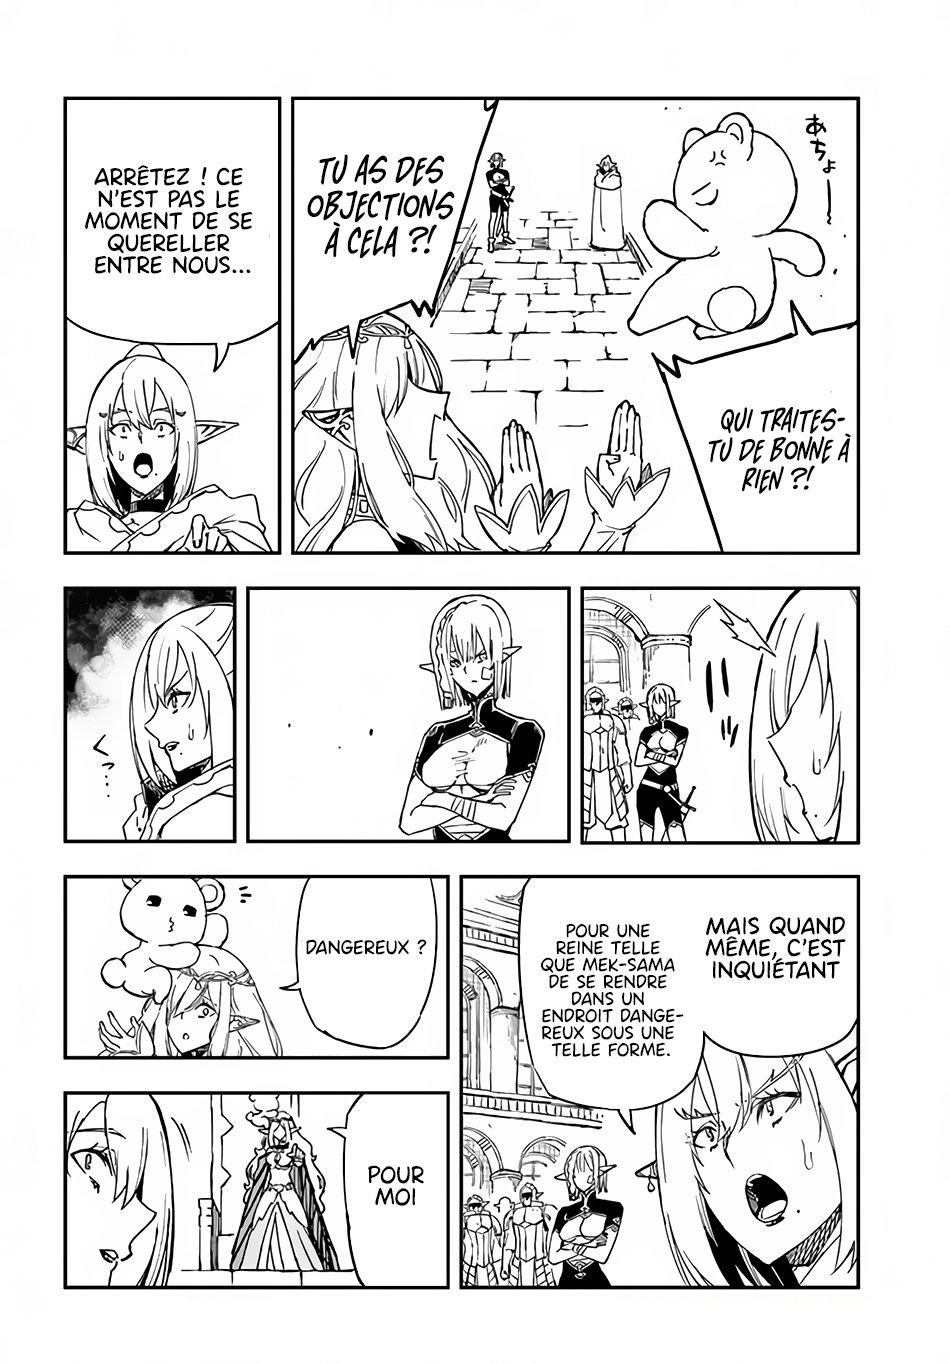 あちょー
QUI TRAITES-
TU DE BONNE À
RIEN ?!
TU AS DES
OBJECTIONS
À CELA ?!
ARRÊTEZ ! CE
N'EST PAS LE
MOMENT DE SE
QUERELLER
ENTRE NOUS...
くっ…
MAIS QUAND
MÊME, C'EST
INQUIÉTANT
POUR UNE
REINE TELLE
QUE MEK-SAMA
DE SE RENDRE
DANS UN
ENDROIT DANGE-
REUX SOUS UNE
TELLE FORME.
DANGEREUX ?
POUR
MOI